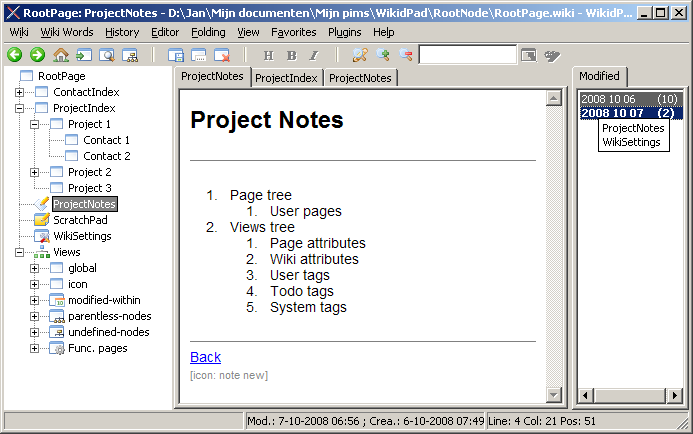 RootPage: ProjectNotes - D:\Jan\Mijn documenten\Mijn pims\WikidPad\RootNode\RootPage.wiki - WikidP...
Wiki Wiki Words History Editor Folding View Favorites Plugins Help
H B I
RootPage
ContactIndex
ProjectIndex
Project 1
Contact 1
Contact 2
Project 2
Project 3
ProjectNotes
ScratchPad
WikiSettings
Views
global
icon
modified-within
parentless-nodes
undefined-nodes
Func. pages
ProjectNotes ProjectIndex ProjectNotes
Project Notes
1. Page tree
1. User pages
2. Views tree
1. Page attributes
2. Wiki attributes
3. User tags
4. Todo tags
5. System tags
Back
[icon: note new]
Modified
2008 10 06 (10)
2008 10 07 (2)
ProjectNotes
WikiSettings
Mod.: 7-10-2008 06:56 ; Crea.: 6-10-2008 07:49 Line: 4 Col: 21 Pos: 51